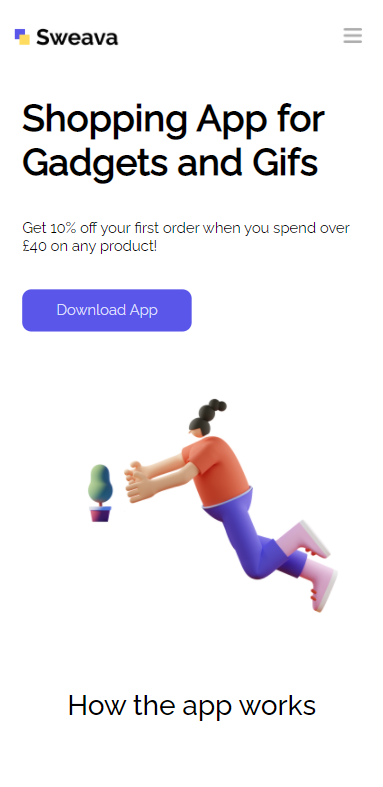 Sweava
Shopping App for
Gadgets and Gifs
Get 10% off your first order when you spend over
£40 on any product!
Download App
How the app works